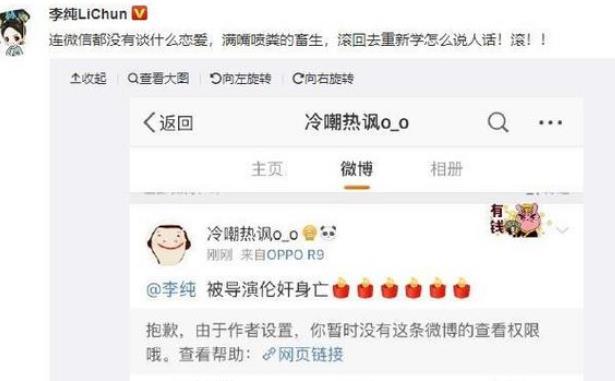 李纯LiChun
连微信都没有谈什么恋爱，满嘴喷粪的畜生，滚回去重新学怎么说人话！滚！！
收起 查看大图 向左旋转 向右旋转
返回 冷嘲热讽o_o
主页 微博 相册
有钱
冷嘲热讽o_o
刚刚 来自OPPO R9
@李纯 被导演伦奸身亡
抱歉，由于作者设置，你暂时没有这条微博的查看权限
哦。查看帮助：网页链接